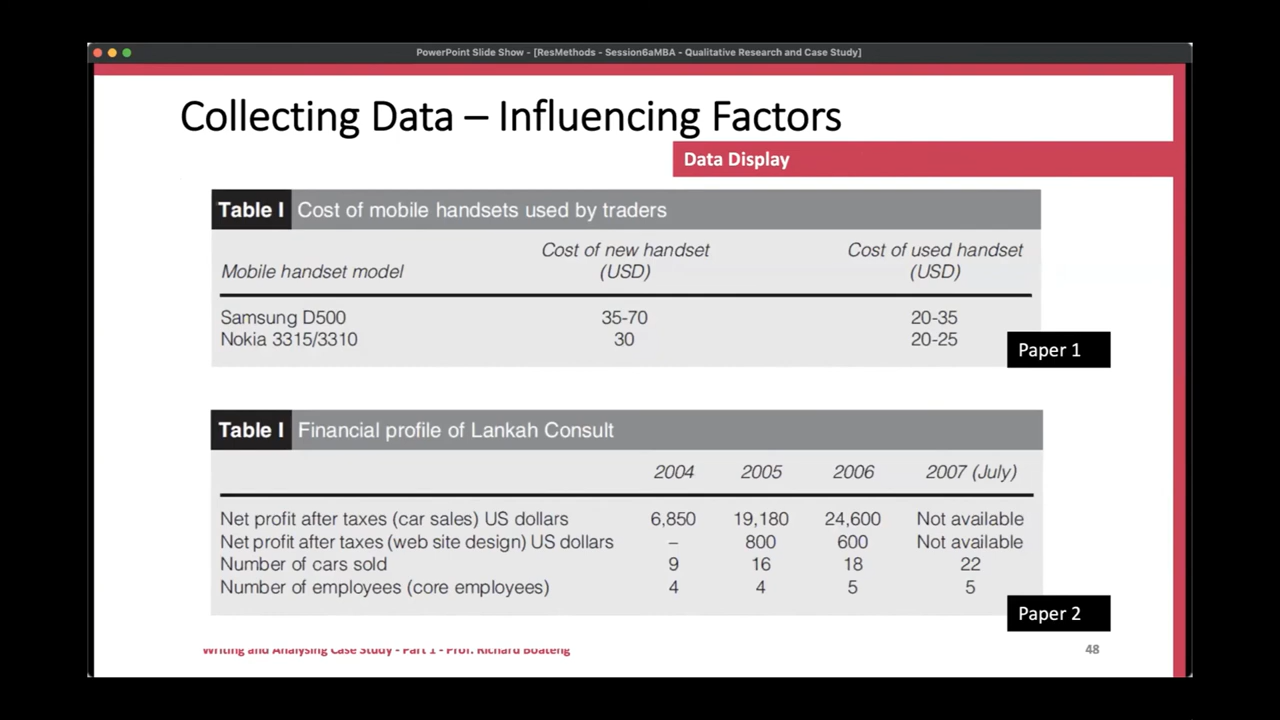 PowerPoint Slide Show - [ResMethods - Session6aMBA - Qualitative Research and Case Study]
Collecting Data – Influencing Factors
Data Display
Table I Cost of mobile handsets used by traders
Mobile handset model Cost of new handset (USD) Cost of used handset (USD)
Samsung D500 35-70 20-35
Nokia 3315/3310 30 20-25
Paper 1
Table I Financial profile of Lankah Consult
2004 2005 2006 2007 (July)
Net profit after taxes (car sales) US dollars 6,850 19,180 24,600 Not available
Net profit after taxes (web site design) US dollars – 800 600 Not available
Number of cars sold 9 16 18 22
Number of employees (core employees) 4 4 5 5
Paper 2
Writing and Analysing Case Study - Part 1 - Prof. Richard Boateng 48